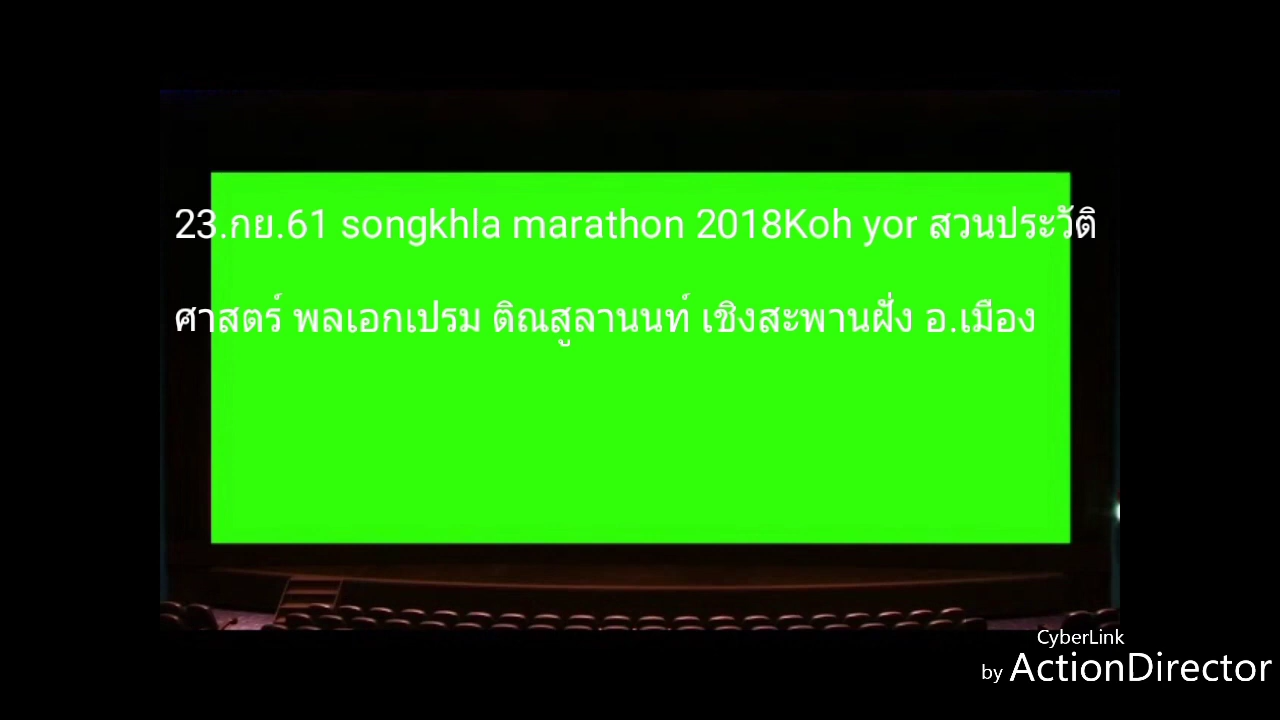 23.กย.61 songkhla marathon 2018Koh yor สวนประวัติ
ศาสตร์ พลเอกเปรม ติณสูลานนท์ เชิงสะพานฝั่ง อ.เมือง
CyberLink
by ActionDirector